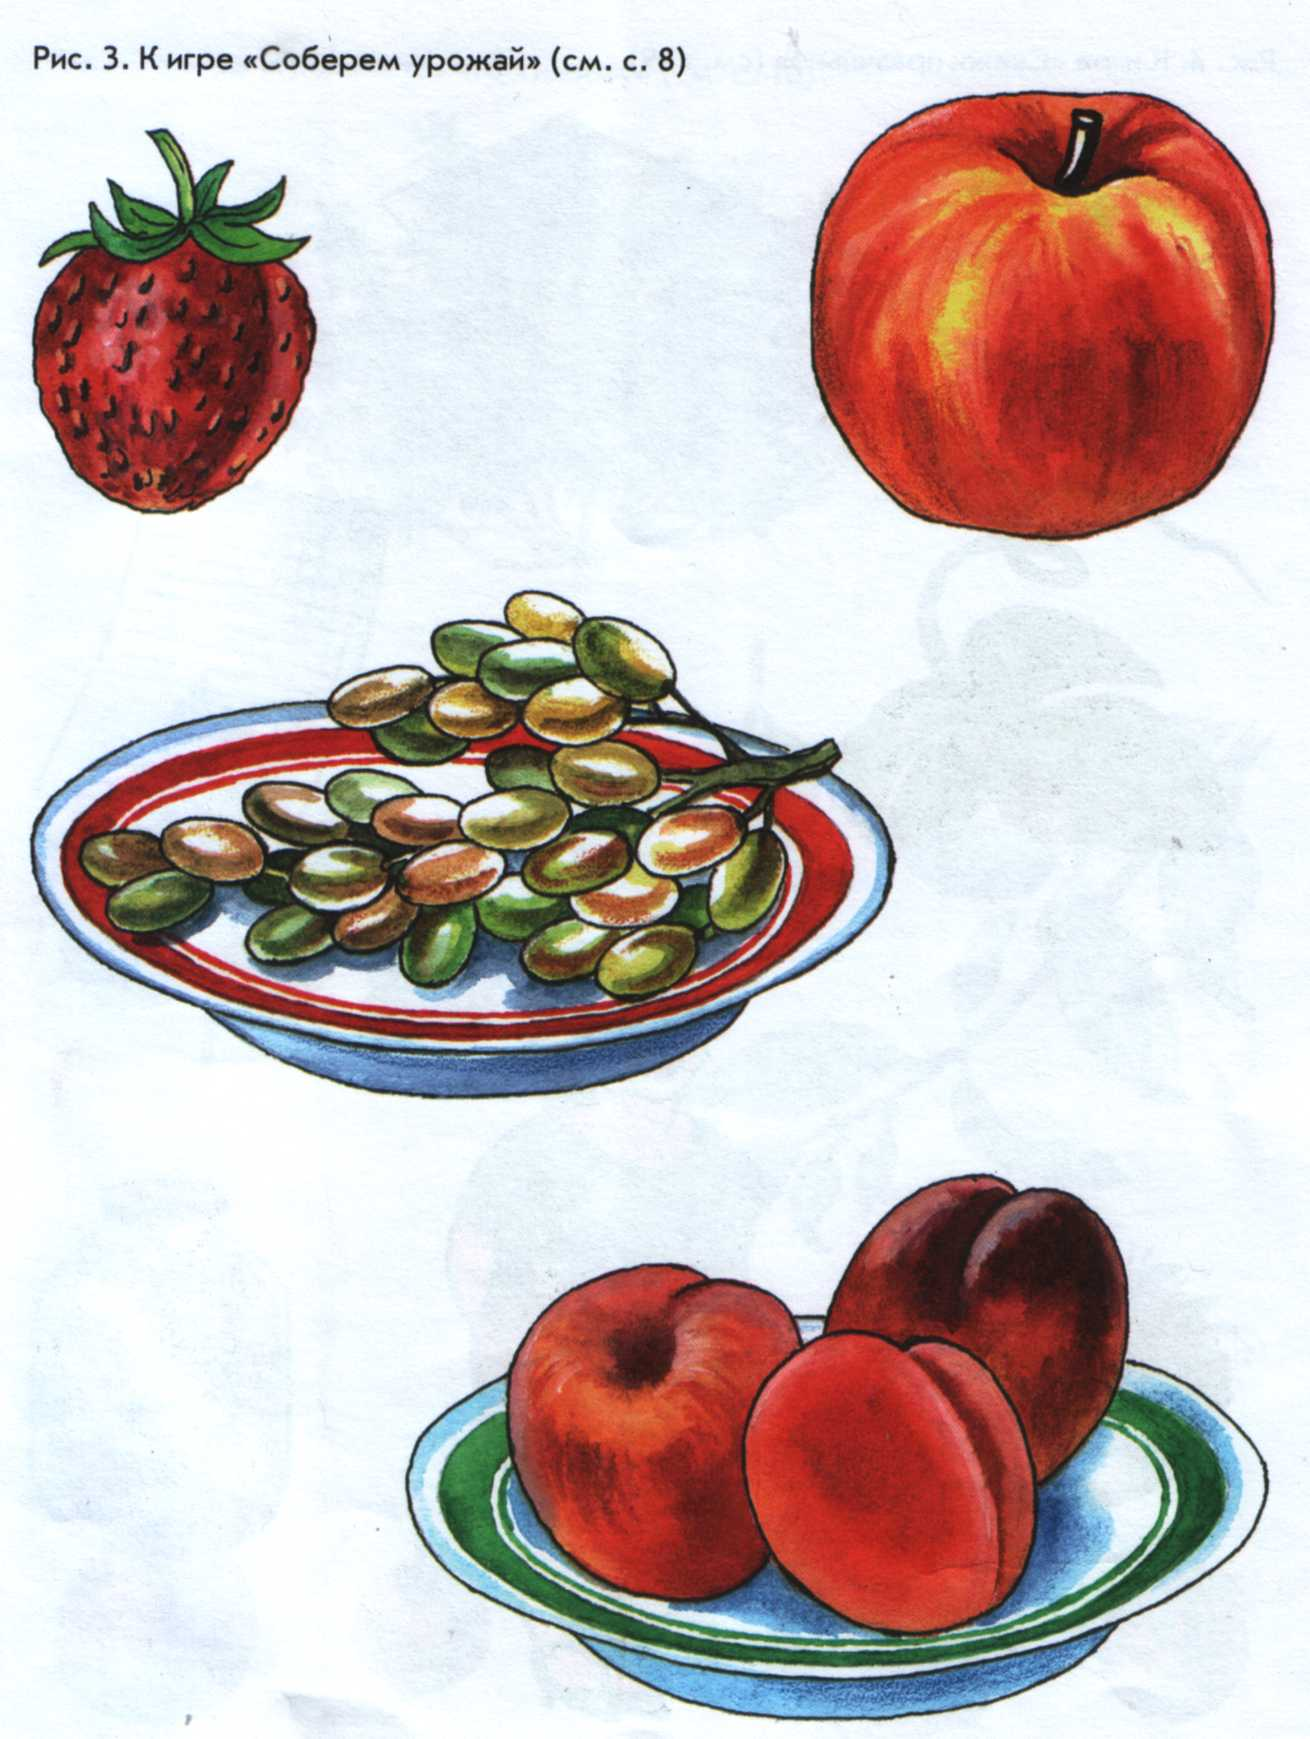 Рис. 3. К игре «Соберем урожай» (см. с. 8)